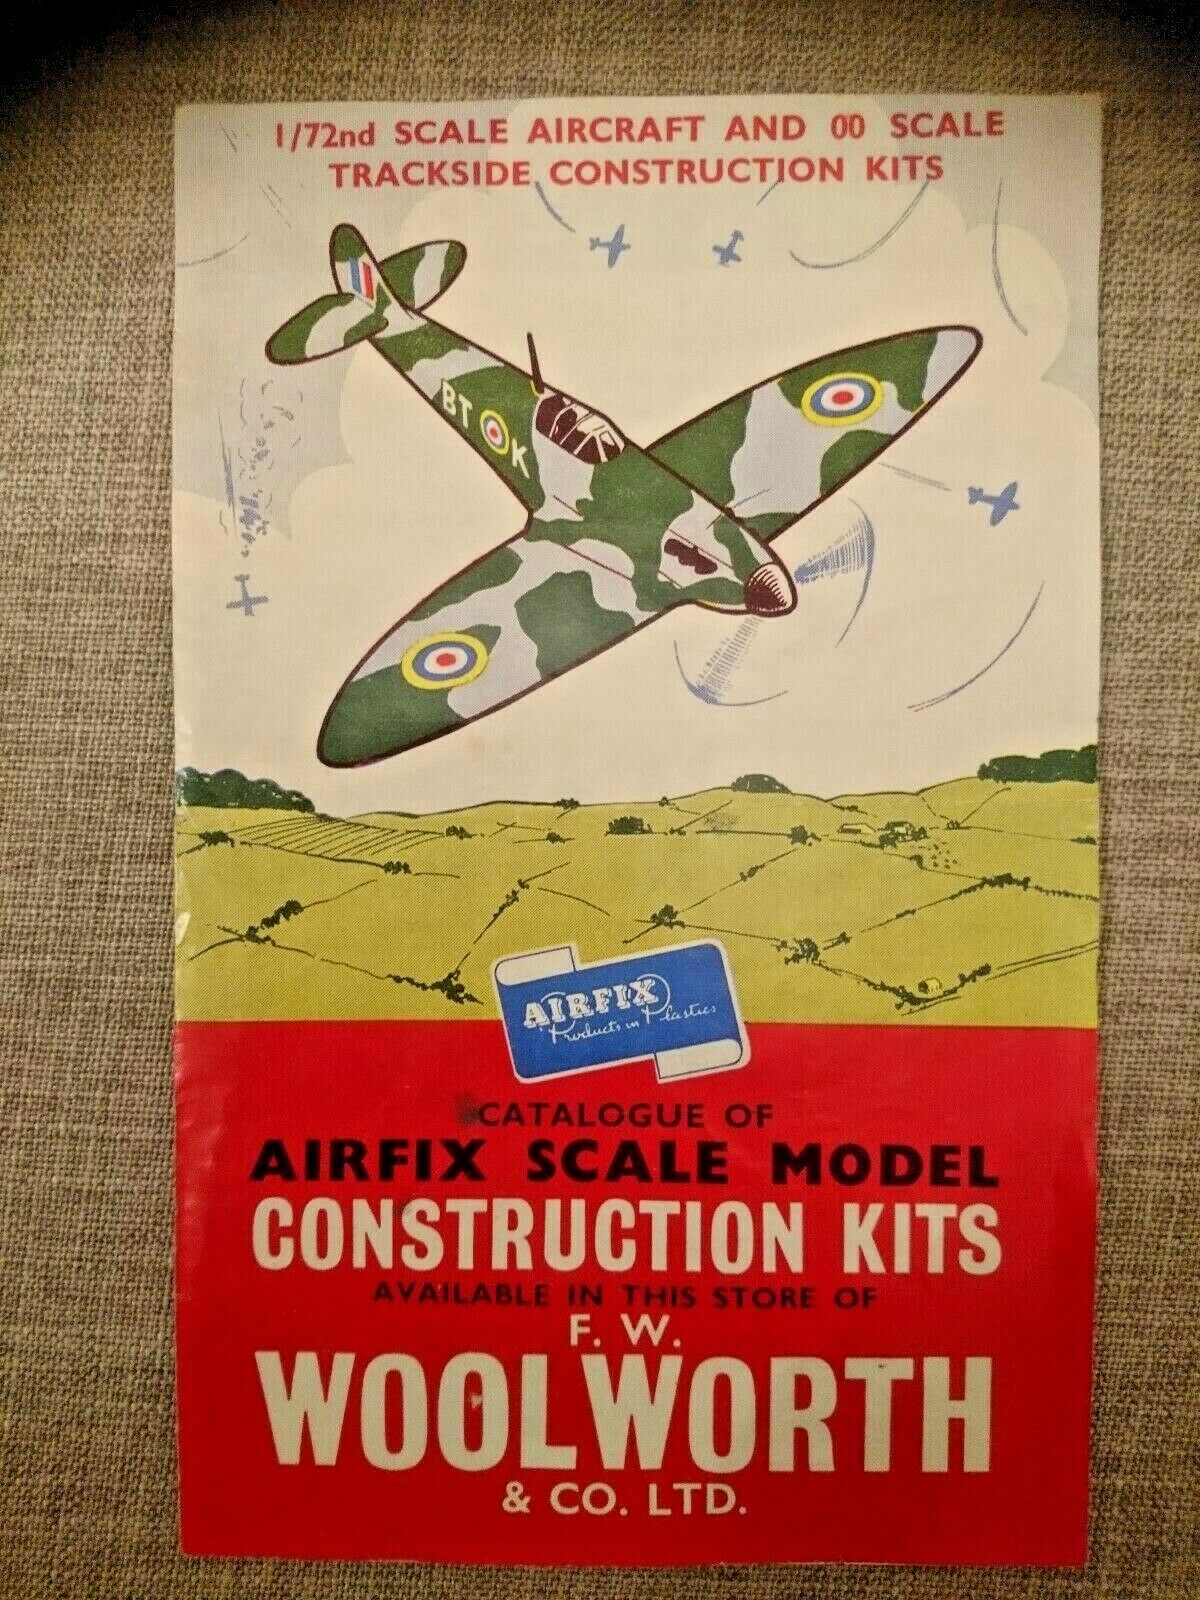 1/72nd SCALE AIRCRAFT AND 00 SCALE
TRACKSIDE CONSTRUCTION KITS
BT K
AIRFIX
Products in Plastics
CATALOGUE OF
AIRFIX SCALE MODEL
CONSTRUCTION KITS
AVAILABLE IN THIS STORE OF
F. W.
WOOLWORTH
& CO. LTD.